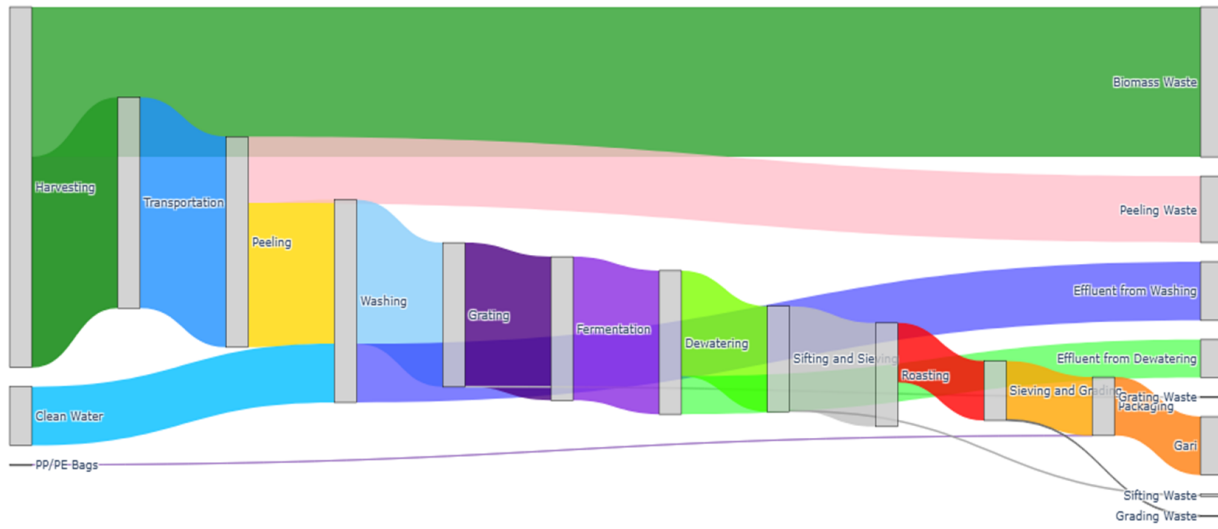 Biomass Waste
Harvesting
Transportation
Peeling Waste
Peeling
Effluent from Washing
Washing
Grating
Fermentation
Dewatering
Sifting and Sieving
Effluent from Dewatering
Roasting
Sieving and Grading
Grating Waste
Packaging
Clean Water
Gari
PP/PE Bags
Sifting Waste
Grading Waste